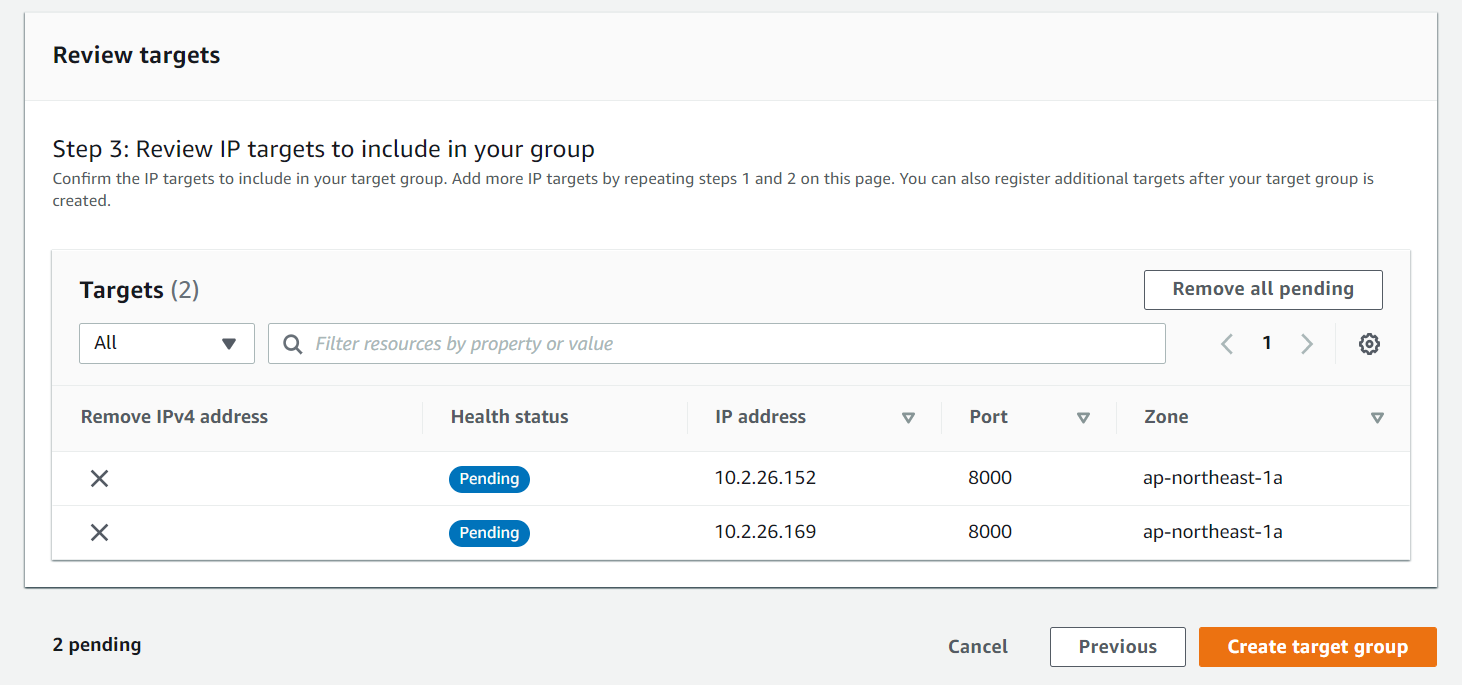 Review targets
Step 3: Review IP targets to include in your group
Confirm the IP targets to include in your target group. Add more IP targets by repeating steps 1 and 2 on this page. You can also register additional targets after your target group is
created.
Targets (2)
Remove all pending
All
Filter resources by property or value
1
Remove IPv4 address Health status IP address Port Zone
Pending 10.2.26.152 8000 ap-northeast-1a
Pending 10.2.26.169 8000 ap-northeast-1a
2 pending
Cancel
Previous
Create target group